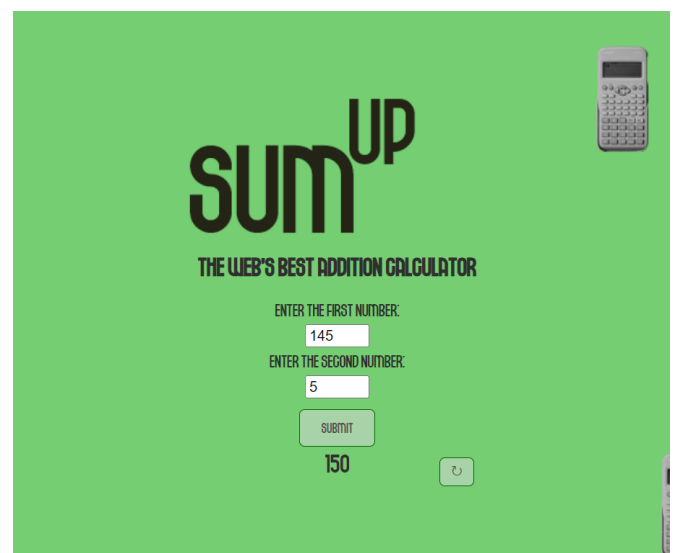 SUM UP
THE WEB'S BEST ADDITION CALCULATOR
ENTER THE FIRST NUMBER:
145
ENTER THE SECOND NUMBER:
5
SUBMIT
150
↻